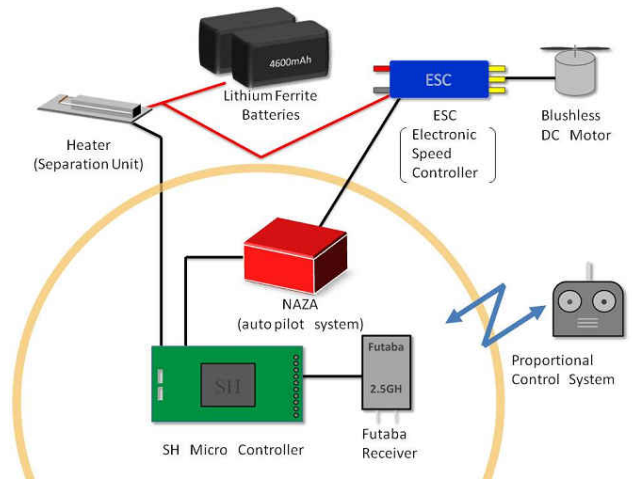 4600mAh
Lithium Ferrite
Batteries
ESC
ESC
Electronic
Speed
Controller
Blushless
DC Motor
Heater
(Separation Unit)
NAZA
(auto pilot system)
Futaba
2.5GH
SH
SH Micro Controller
Futaba
Receiver
Proportional
Control System